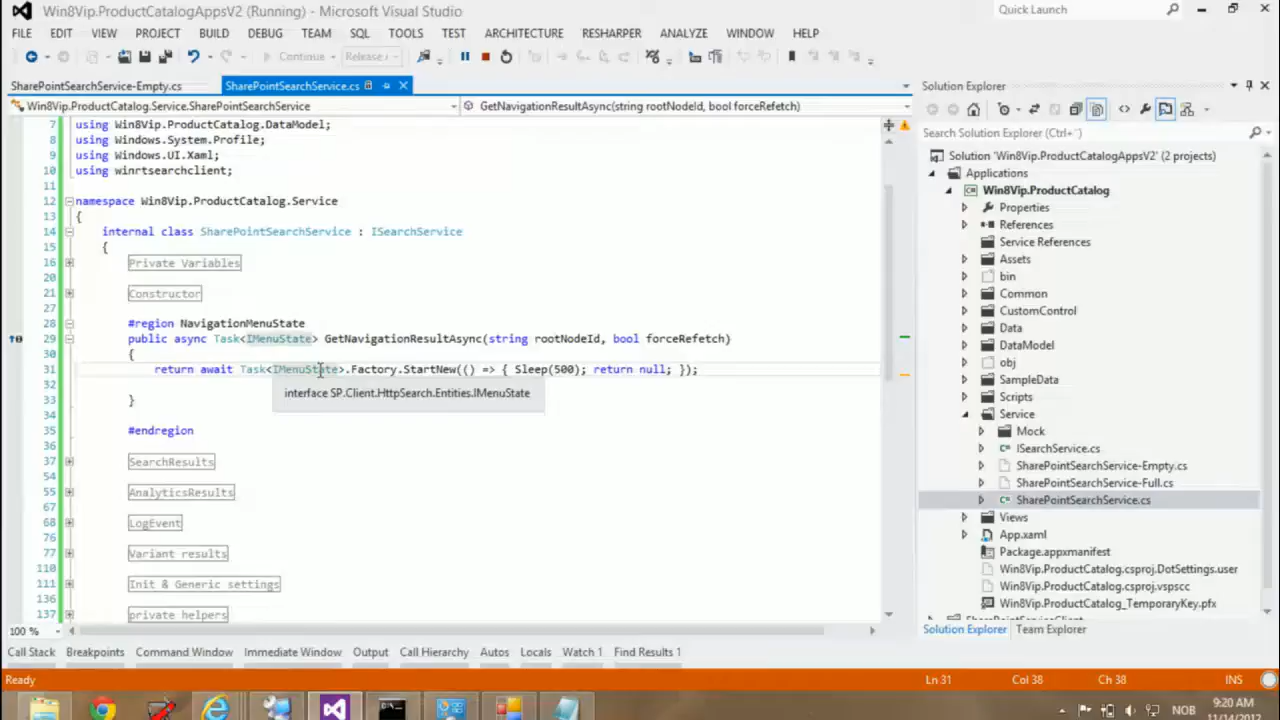 Win8Vip.ProductCatalogAppsV2 (Running) - Microsoft Visual Studio
Quick Launch
FILE EDIT VIEW PROJECT BUILD DEBUG TEAM SQL TOOLS TEST ARCHITECTURE RESHARPER ANALYZE WINDOW HELP
Continue Release
SharePointSearchService-Empty.cs SharePointSearchService.cs
Win8Vip.ProductCatalog.Service.SharePointSearchService GetNavigationResultAsync(string rootNodeId, bool forceRefetch)
7 using Win8Vip.ProductCatalog.DataModel;
8 using Windows.System.Profile;
9 using Windows.UI.Xaml;
10 using winrtsearchclient;
11
12 namespace Win8Vip.ProductCatalog.Service
13 {
14 internal class SharePointSearchService : ISearchService
15 {
16 Private Variables
20
21 Constructor
27
28 #region NavigationMenuState
29 public async Task<IMenuState> GetNavigationResultAsync(string rootNodeId, bool forceRefetch)
30 {
31 return await Task<IMenuState>.Factory.StartNew(() => { Sleep(500); return null; });
32
interface SP.Client.HttpSearch.Entities.IMenuState
33 }
34
35 #endregion
36
37 SearchResults
54
55 AnalyticsResults
67
68 LogEvent
76
77 Variant results
110
111 Init & Generic settings
136
137 private helpers
100 %
Solution Explorer
Search Solution Explorer (Ctrl+¨)
Solution 'Win8Vip.ProductCatalogAppsV2' (2 projects)
Applications
Win8Vip.ProductCatalog
Properties
References
Service References
Assets
bin
Common
CustomControl
Data
DataModel
obj
SampleData
Scripts
Service
Mock
ISearchService.cs
SharePointSearchService-Empty.cs
SharePointSearchService-Full.cs
SharePointSearchService.cs
Views
App.xaml
Package.appxmanifest
Win8Vip.ProductCatalog.csproj.DotSettings.user
Win8Vip.ProductCatalog.csproj.vspscc
Win8Vip.ProductCatalog_TemporaryKey.pfx
Solution Explorer Team Explorer
Call Stack Breakpoints Command Window Immediate Window Output Call Hierarchy Autos Locals Watch 1 Find Results 1
Ready Ln 31 Col 38 Ch 38 INS
NOB 9:20 AM